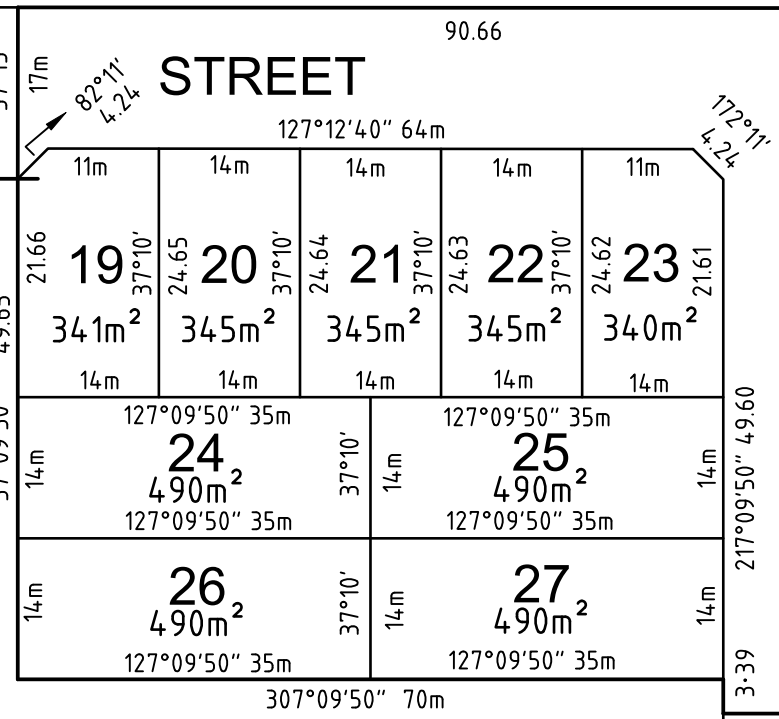 90.66
17m
82°11'
4.24
STREET
172°11'
4.24
127°12'40" 64m
11m
14m
14m
14m
11m
21.66
19
37°10'
24.65
20
37°10'
24.64
21
37°10'
24.63
22
37°10'
24.62
23
21.61
341m²
345m²
345m²
345m²
340m²
14m
14m
14m
14m
14m
49.65
127°09'50" 35m
127°09'50" 35m
14m
24
490m²
37°10'
14m
25
490m²
14m
217°09'50" 49.60
127°09'50" 35m
127°09'50" 35m
14m
26
490m²
37°10'
14m
27
490m²
14m
127°09'50" 35m
127°09'50" 35m
3·39
307°09'50" 70m